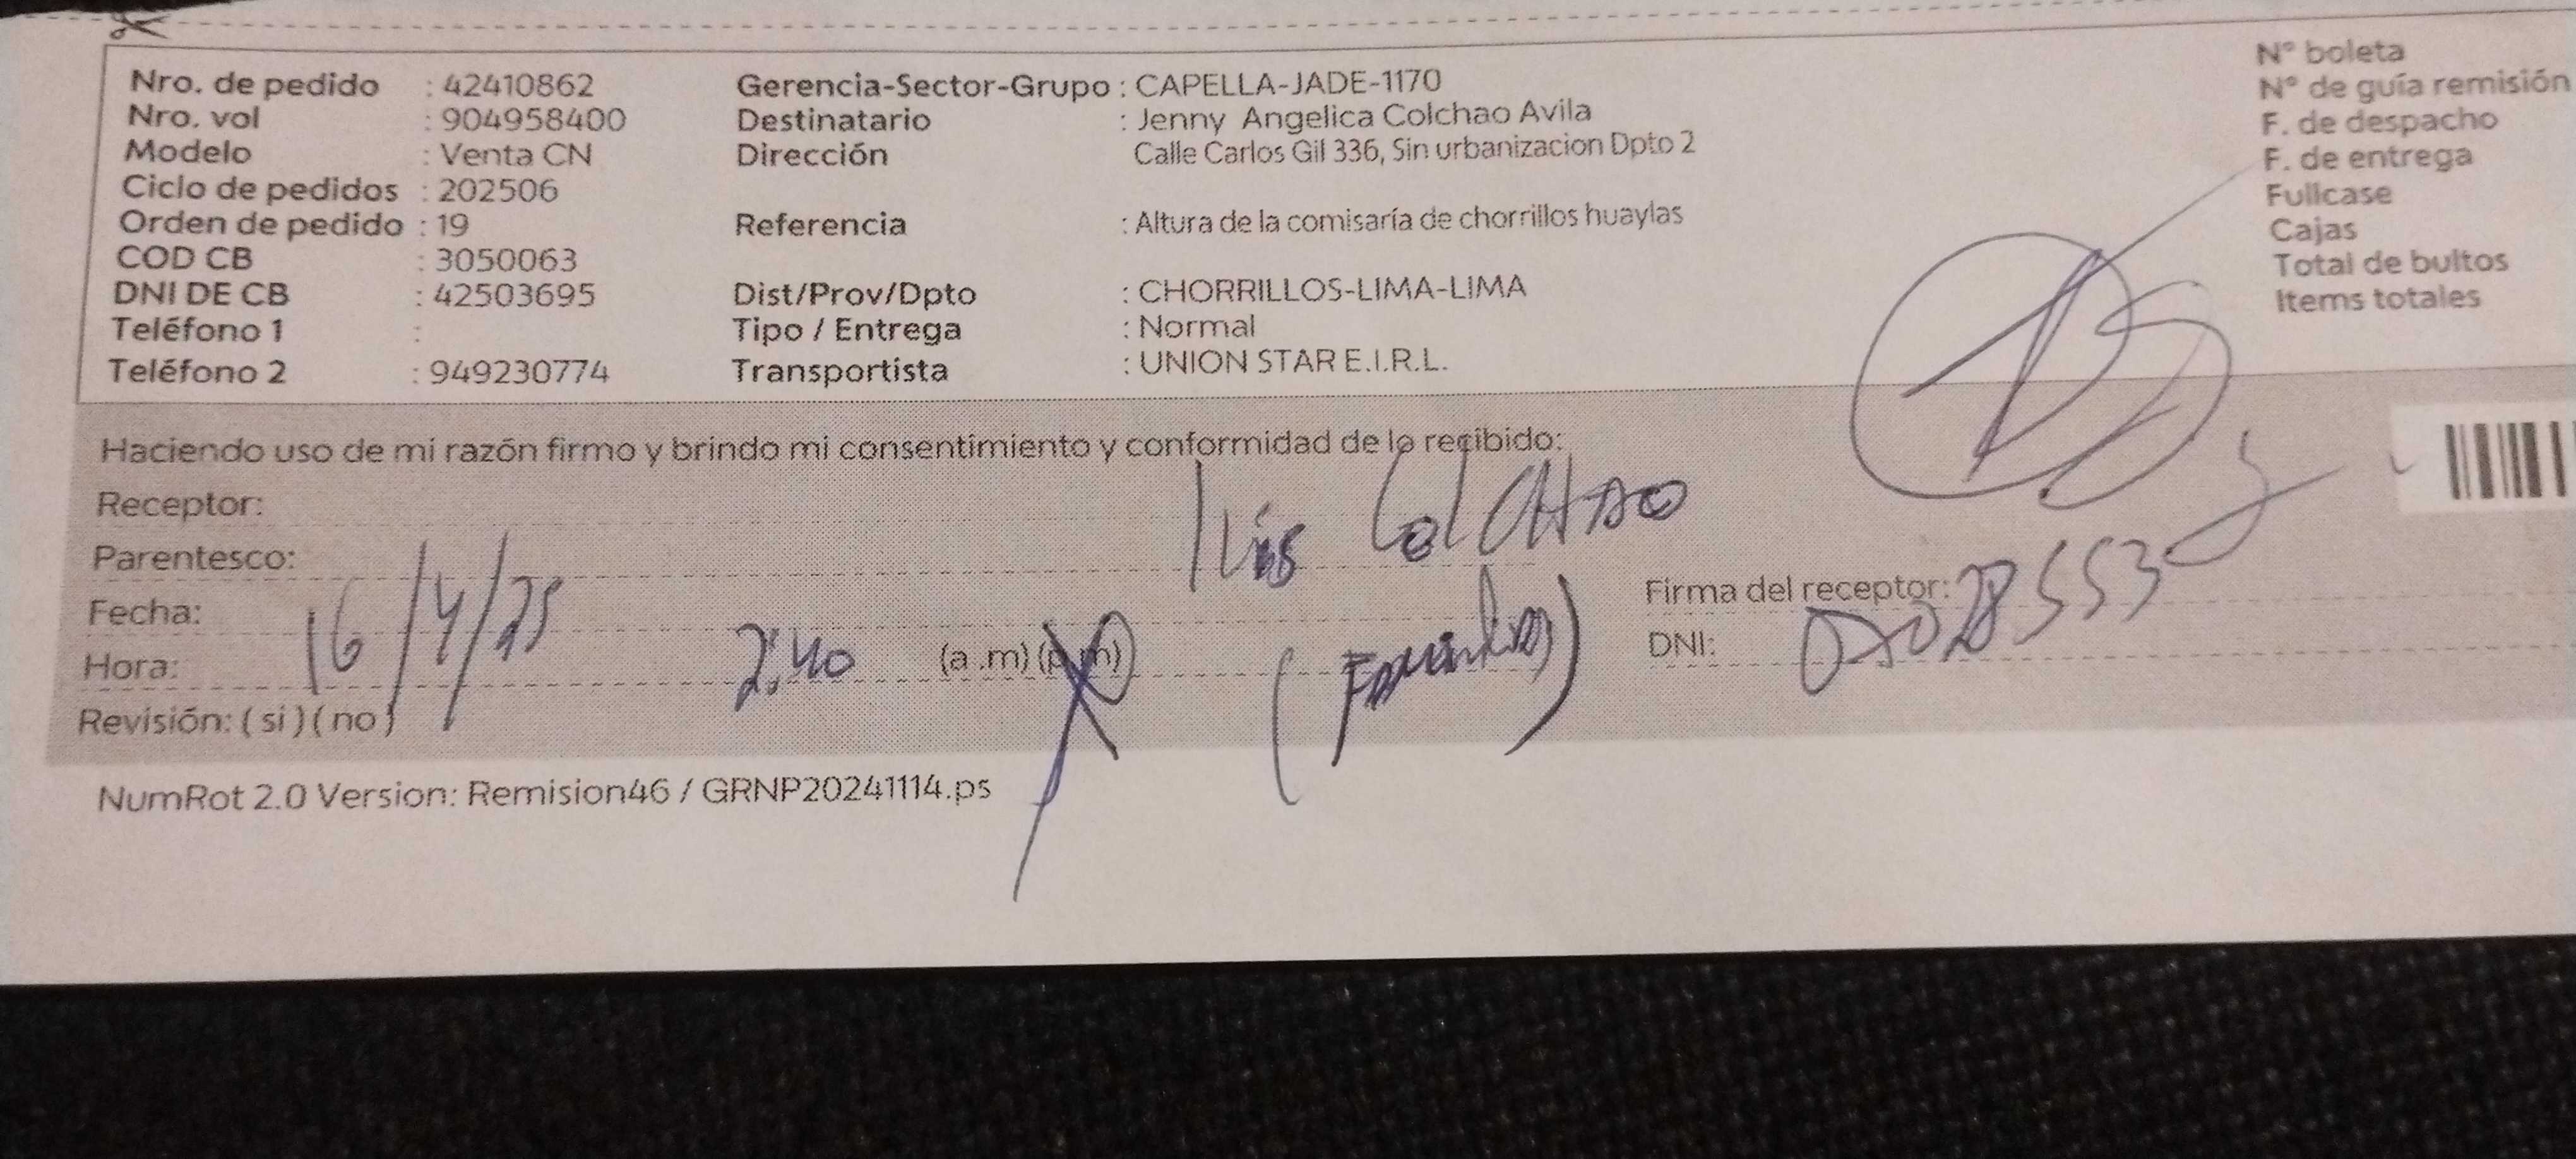 Nro. de pedido : 42410862 Gerencia-Sector-Grupo : CAPELLA-JADE-1170 N° boleta
Nro. vol : 904958400 Destinatario : Jenny Angelica Colchao Avila N° de guía remisión
Modelo : Venta CN Dirección Calle Carlos Gil 336, Sin urbanizacion Dpto 2 F. de despacho
Ciclo de pedidos : 202506 F. de entrega
Orden de pedido : 19 Referencia : Altura de la comisaría de chorrillos huaylas Fullcase
COD CB : 3050063 Cajas
DNI DE CB : 42503695 Dist/Prov/Dpto : CHORRILLOS-LIMA-LIMA Total de bultos
Teléfono 1 : Tipo / Entrega : Normal Items totales
Teléfono 2 : 949230774 Transportista : UNION STAR E.I.R.L.
Haciendo uso de mi razón firmo y brindo mi consentimiento y conformidad de lo recibido:
Receptor: Colchao
Parentesco:
Fecha: 16/4/25 Firma del receptor:
Hora: 2:40 (a .m) (p.m) DNI:
Revisión: ( si ) ( no )
NumRot 2.0 Version: Remision46 / GRNP20241114.ps